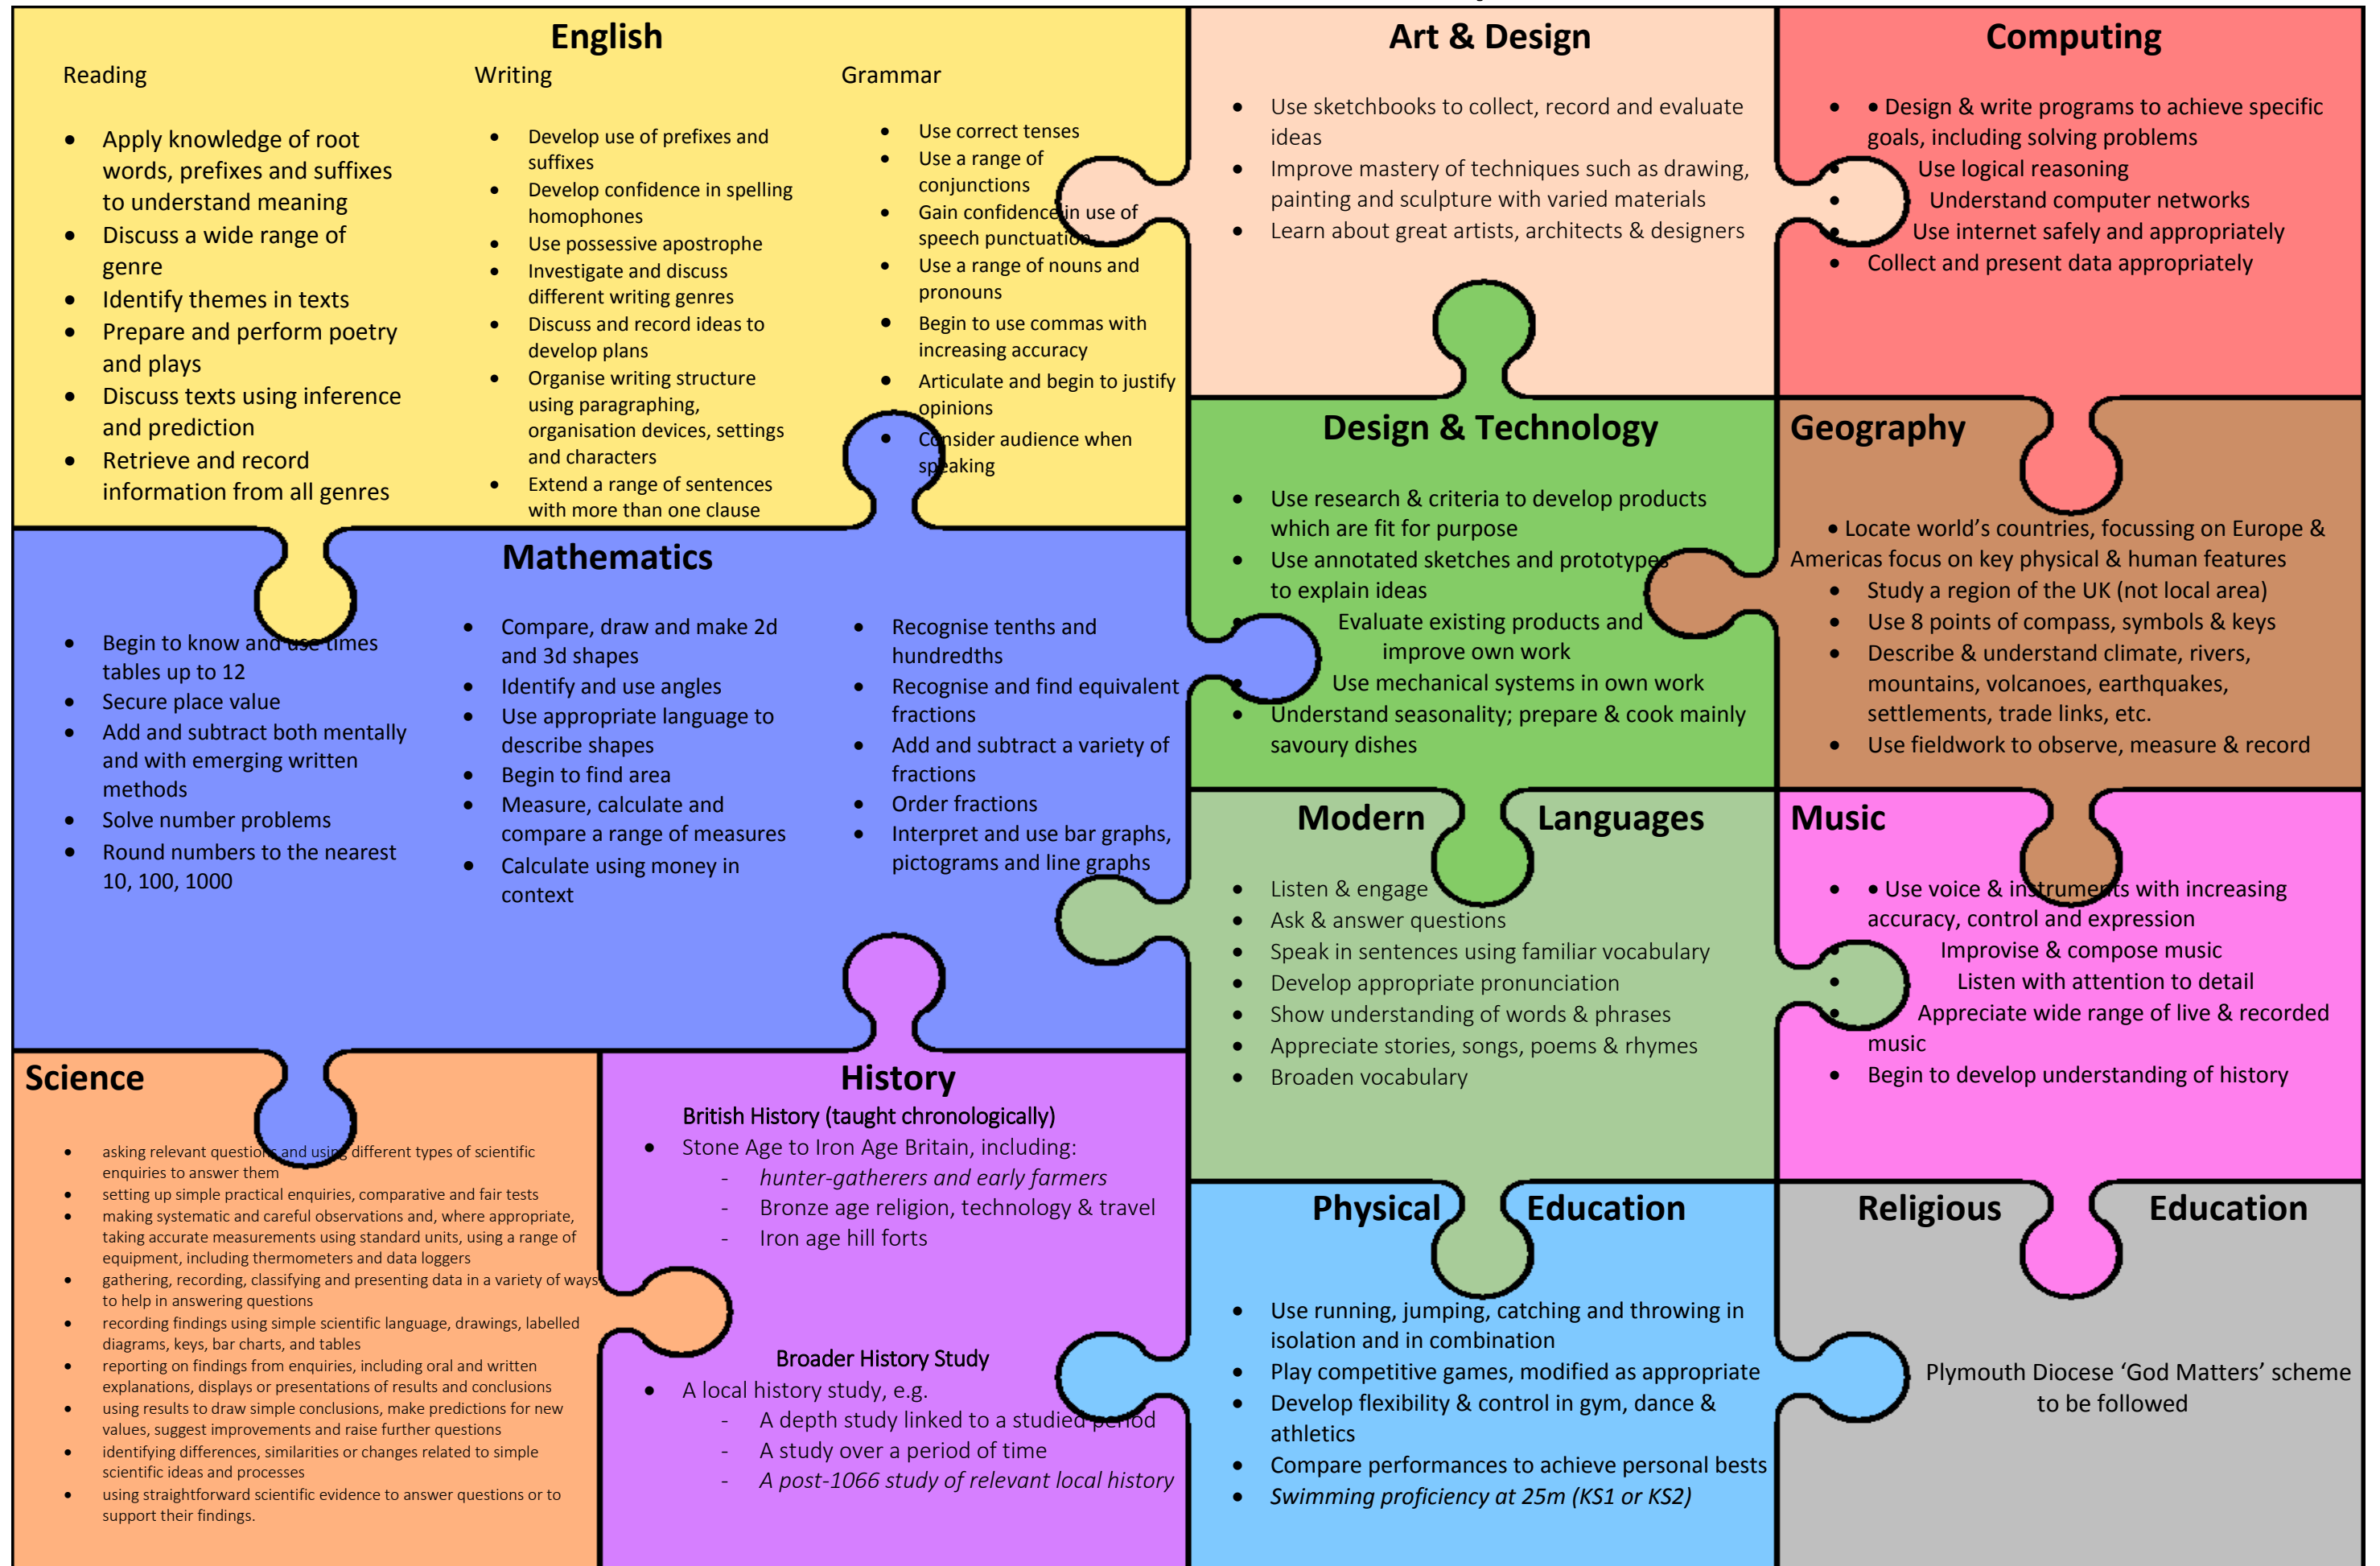 English
Reading
• Apply knowledge of root
words, prefixes and suffixes
to understand meaning
• Discuss a wide range of
genre
• Identify themes in texts
• Prepare and perform poetry
and plays
• Discuss texts using inference
and prediction
• Retrieve and record
information from all genres
Writing
• Develop use of prefixes and
suffixes
• Develop confidence in spelling
homophones
• Use possessive apostrophe
• Investigate and discuss
different writing genres
• Discuss and record ideas to
develop plans
• Organise writing structure
using paragraphing,
organisation devices, settings
and characters
• Extend a range of sentences
with more than one clause
Grammar
• Use correct tenses
• Use a range of
conjunctions
• Gain confidence in use of
speech punctuation
• Use a range of nouns and
pronouns
• Begin to use commas with
increasing accuracy
• Articulate and begin to justify
opinions
• Consider audience when
speaking
Art & Design
• Use sketchbooks to collect, record and evaluate
ideas
• Improve mastery of techniques such as drawing,
painting and sculpture with varied materials
• Learn about great artists, architects & designers
Computing
• • Design & write programs to achieve specific
goals, including solving problems
• Use logical reasoning
• Understand computer networks
• Use internet safely and appropriately
• Collect and present data appropriately
Mathematics
• Begin to know and use times
tables up to 12
• Secure place value
• Add and subtract both mentally
and with emerging written
methods
• Solve number problems
• Round numbers to the nearest
10, 100, 1000
• Compare, draw and make 2d
and 3d shapes
• Identify and use angles
• Use appropriate language to
describe shapes
• Begin to find area
• Measure, calculate and
compare a range of measures
• Calculate using money in
context
• Recognise tenths and
hundredths
• Recognise and find equivalent
fractions
• Add and subtract a variety of
fractions
• Order fractions
• Interpret and use bar graphs,
pictograms and line graphs
Design & Technology
• Use research & criteria to develop products
which are fit for purpose
• Use annotated sketches and prototypes
to explain ideas
• Evaluate existing products and
improve own work
• Use mechanical systems in own work
• Understand seasonality; prepare & cook mainly
savoury dishes
Geography
• Locate world’s countries, focussing on Europe &
Americas focus on key physical & human features
• Study a region of the UK (not local area)
• Use 8 points of compass, symbols & keys
• Describe & understand climate, rivers,
mountains, volcanoes, earthquakes,
settlements, trade links, etc.
• Use fieldwork to observe, measure & record
Modern Languages
• Listen & engage
• Ask & answer questions
• Speak in sentences using familiar vocabulary
• Develop appropriate pronunciation
• Show understanding of words & phrases
• Appreciate stories, songs, poems & rhymes
• Broaden vocabulary
Music
• • Use voice & instruments with increasing
accuracy, control and expression
• Improvise & compose music
• Listen with attention to detail
• Appreciate wide range of live & recorded
music
• Begin to develop understanding of history
Science
• asking relevant questions and using different types of scientific
enquiries to answer them
• setting up simple practical enquiries, comparative and fair tests
• making systematic and careful observations and, where appropriate,
taking accurate measurements using standard units, using a range of
equipment, including thermometers and data loggers
• gathering, recording, classifying and presenting data in a variety of ways
to help in answering questions
• recording findings using simple scientific language, drawings, labelled
diagrams, keys, bar charts, and tables
• reporting on findings from enquiries, including oral and written
explanations, displays or presentations of results and conclusions
• using results to draw simple conclusions, make predictions for new
values, suggest improvements and raise further questions
• identifying differences, similarities or changes related to simple
scientific ideas and processes
• using straightforward scientific evidence to answer questions or to
support their findings.
History
British History (taught chronologically)
• Stone Age to Iron Age Britain, including:
- hunter-gatherers and early farmers
- Bronze age religion, technology & travel
- Iron age hill forts
Broader History Study
• A local history study, e.g.
- A depth study linked to a studied period
- A study over a period of time
- A post-1066 study of relevant local history
Physical Education
• Use running, jumping, catching and throwing in
isolation and in combination
• Play competitive games, modified as appropriate
• Develop flexibility & control in gym, dance &
athletics
• Compare performances to achieve personal bests
• Swimming proficiency at 25m (KS1 or KS2)
Religious Education
Plymouth Diocese ‘God Matters’ scheme
to be followed